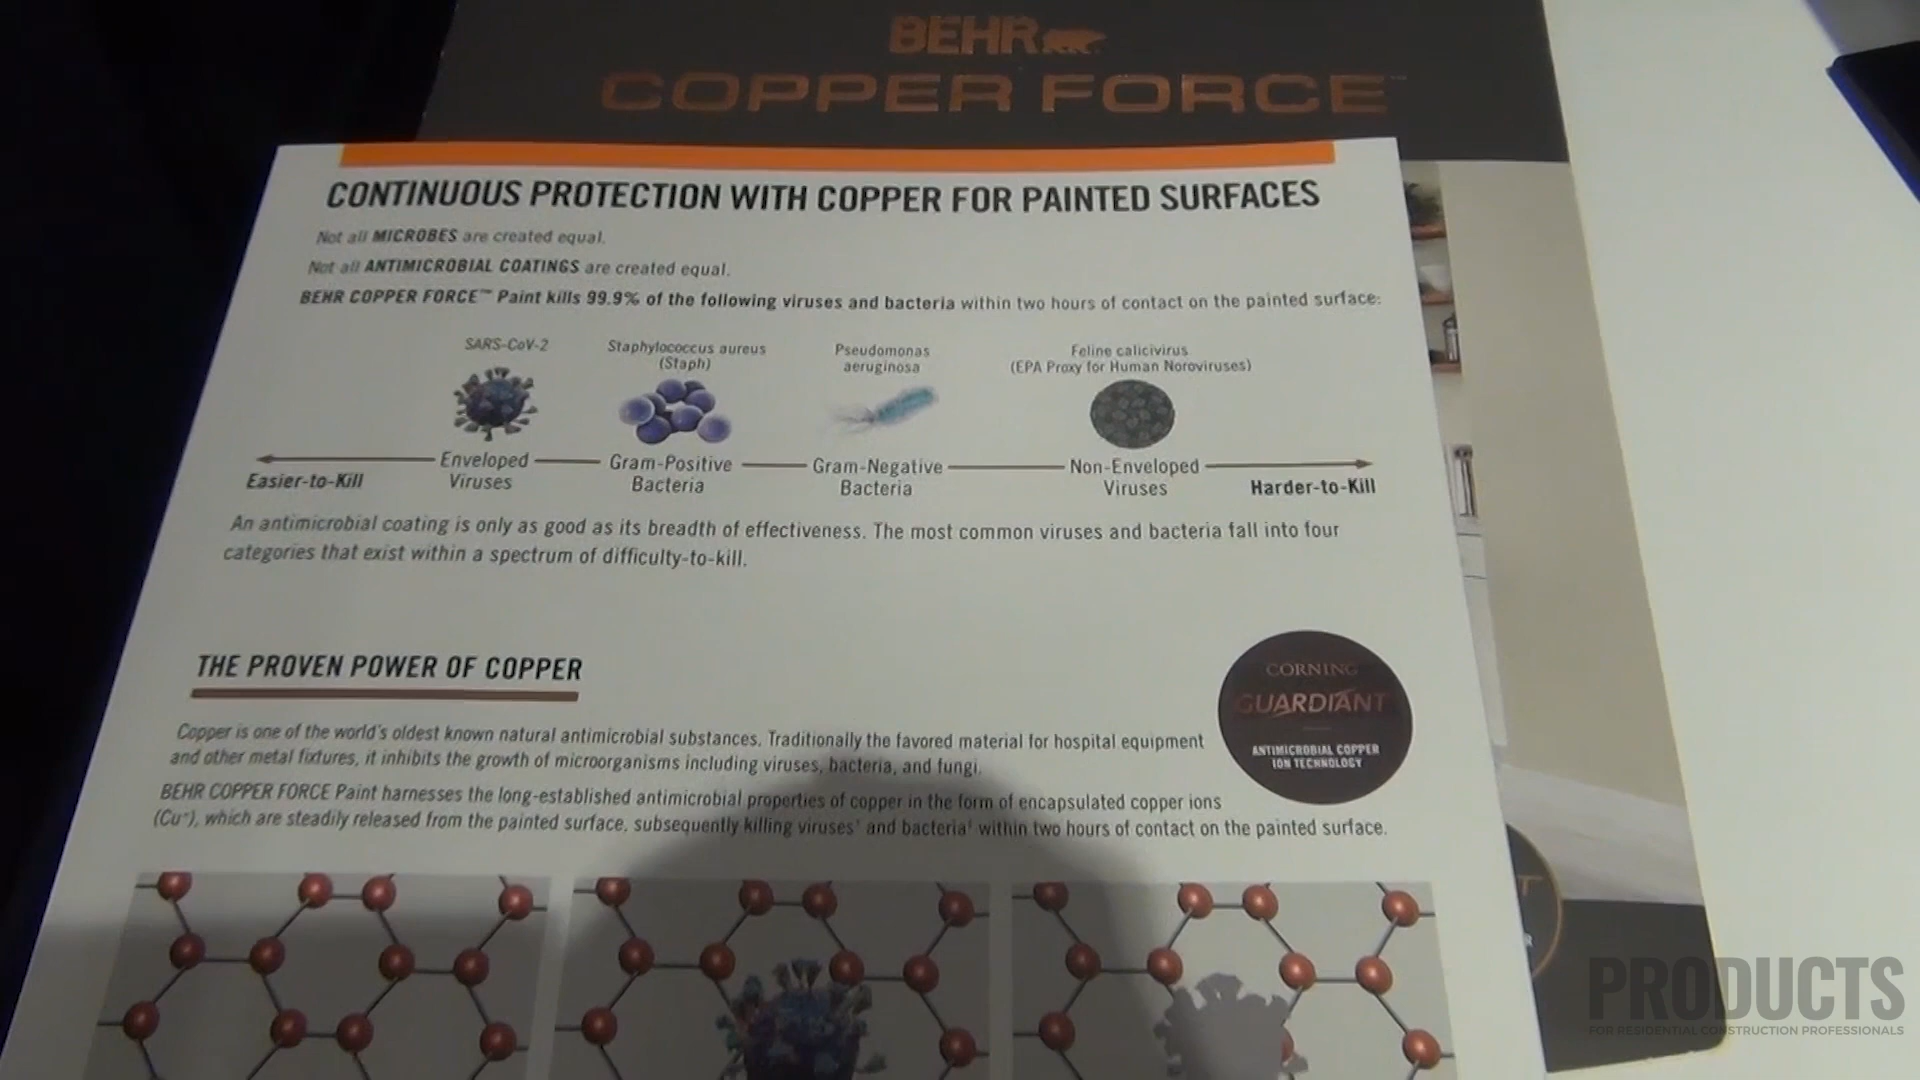 BEHR
COPPER FORCE™
CONTINUOUS PROTECTION WITH COPPER FOR PAINTED SURFACES
Not all MICROBES are created equal.
Not all ANTIMICROBIAL COATINGS are created equal.
BEHR COPPER FORCE™ Paint kills 99.9% of the following viruses and bacteria within two hours of contact on the painted surface:
SARS-CoV-2
Staphylococcus aureus
(Staph)
Pseudomonas
aeruginosa
Feline calicivirus
(EPA Proxy for Human Noroviruses)
Easier-to-Kill
Enveloped
Viruses
Gram-Positive
Bacteria
Gram-Negative
Bacteria
Non-Enveloped
Viruses
Harder-to-Kill
An antimicrobial coating is only as good as its breadth of effectiveness. The most common viruses and bacteria fall into four
categories that exist within a spectrum of difficulty-to-kill.
THE PROVEN POWER OF COPPER
CORNING
GUARDIANT
ANTIMICROBIAL COPPER
ION TECHNOLOGY
Copper is one of the world's oldest known natural antimicrobial substances. Traditionally the favored material for hospital equipment
and other metal fixtures, it inhibits the growth of microorganisms including viruses, bacteria, and fungi.
BEHR COPPER FORCE Paint harnesses the long-established antimicrobial properties of copper in the form of encapsulated copper ions
(Cu⁺), which are steadily released from the painted surface, subsequently killing viruses¹ and bacteria¹ within two hours of contact on the painted surface.
PRODUCTS
FOR RESIDENTIAL CONSTRUCTION PROFESSIONALS